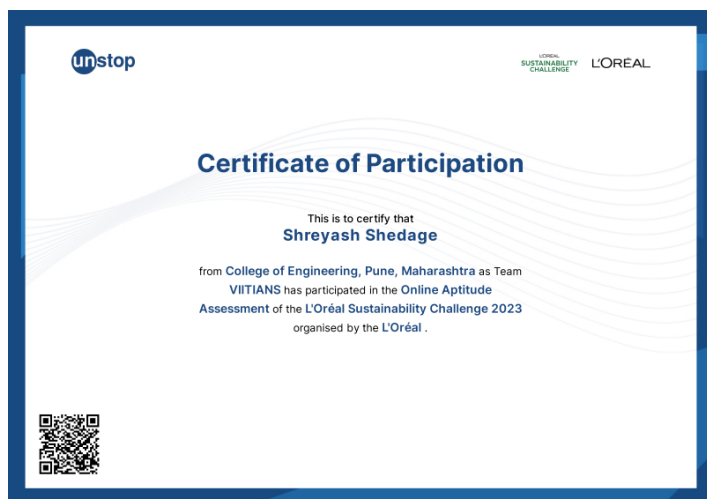 unstop
L'ORÉAL
SUSTAINABILITY
CHALLENGE
L'ORÉAL
Certificate of Participation
This is to certify that
Shreyash Shedage
from College of Engineering, Pune, Maharashtra as Team
VIITIANS has participated in the Online Aptitude
Assessment of the L'Oréal Sustainability Challenge 2023
organised by the L'Oréal .